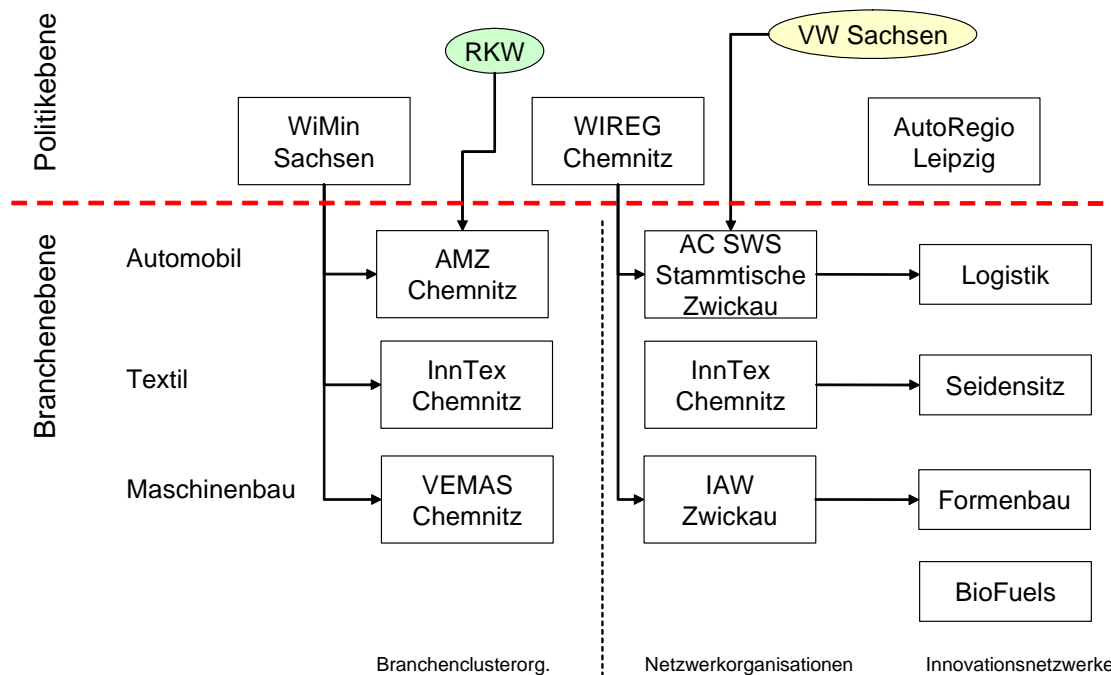 Politikebene
RKW
VW Sachsen
WiMin
Sachsen
WIREG
Chemnitz
AutoRegio
Leipzig
Branchenebene
Automobil
AMZ
Chemnitz
AC SWS
Stammtische
Zwickau
Logistik
Textil
InnTex
Chemnitz
InnTex
Chemnitz
Seidensitz
Maschinenbau
VEMAS
Chemnitz
IAW
Zwickau
Formenbau
BioFuels
Branchenclusterorg.
Netzwerkorganisationen
Innovationsnetzwerke